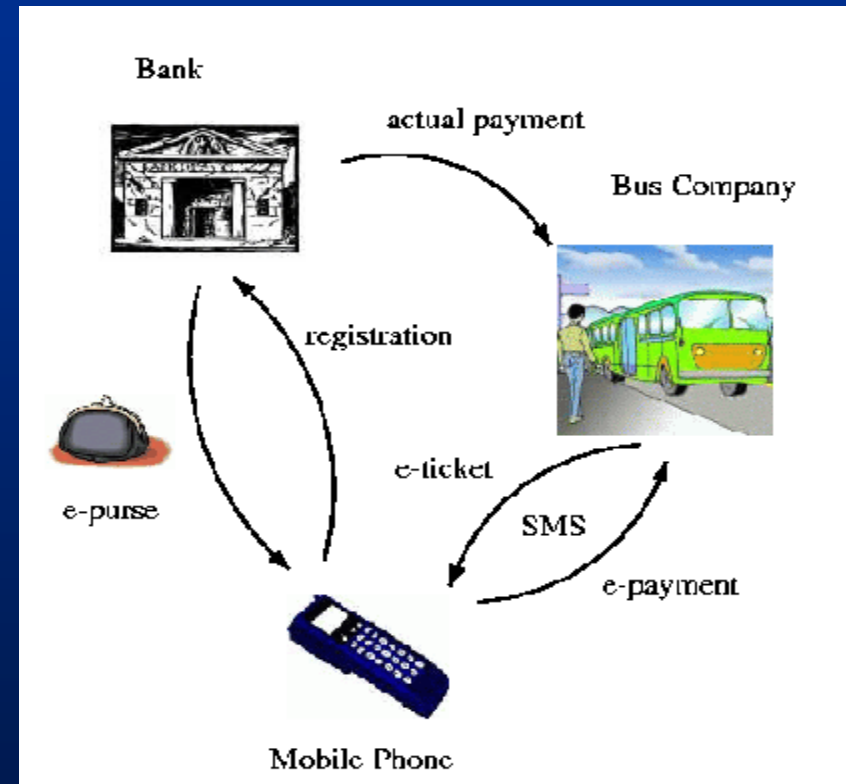 Bank
actual payment
Bus Company
registration
e-ticket
e-purse
SMS
e-payment
Mobile Phone